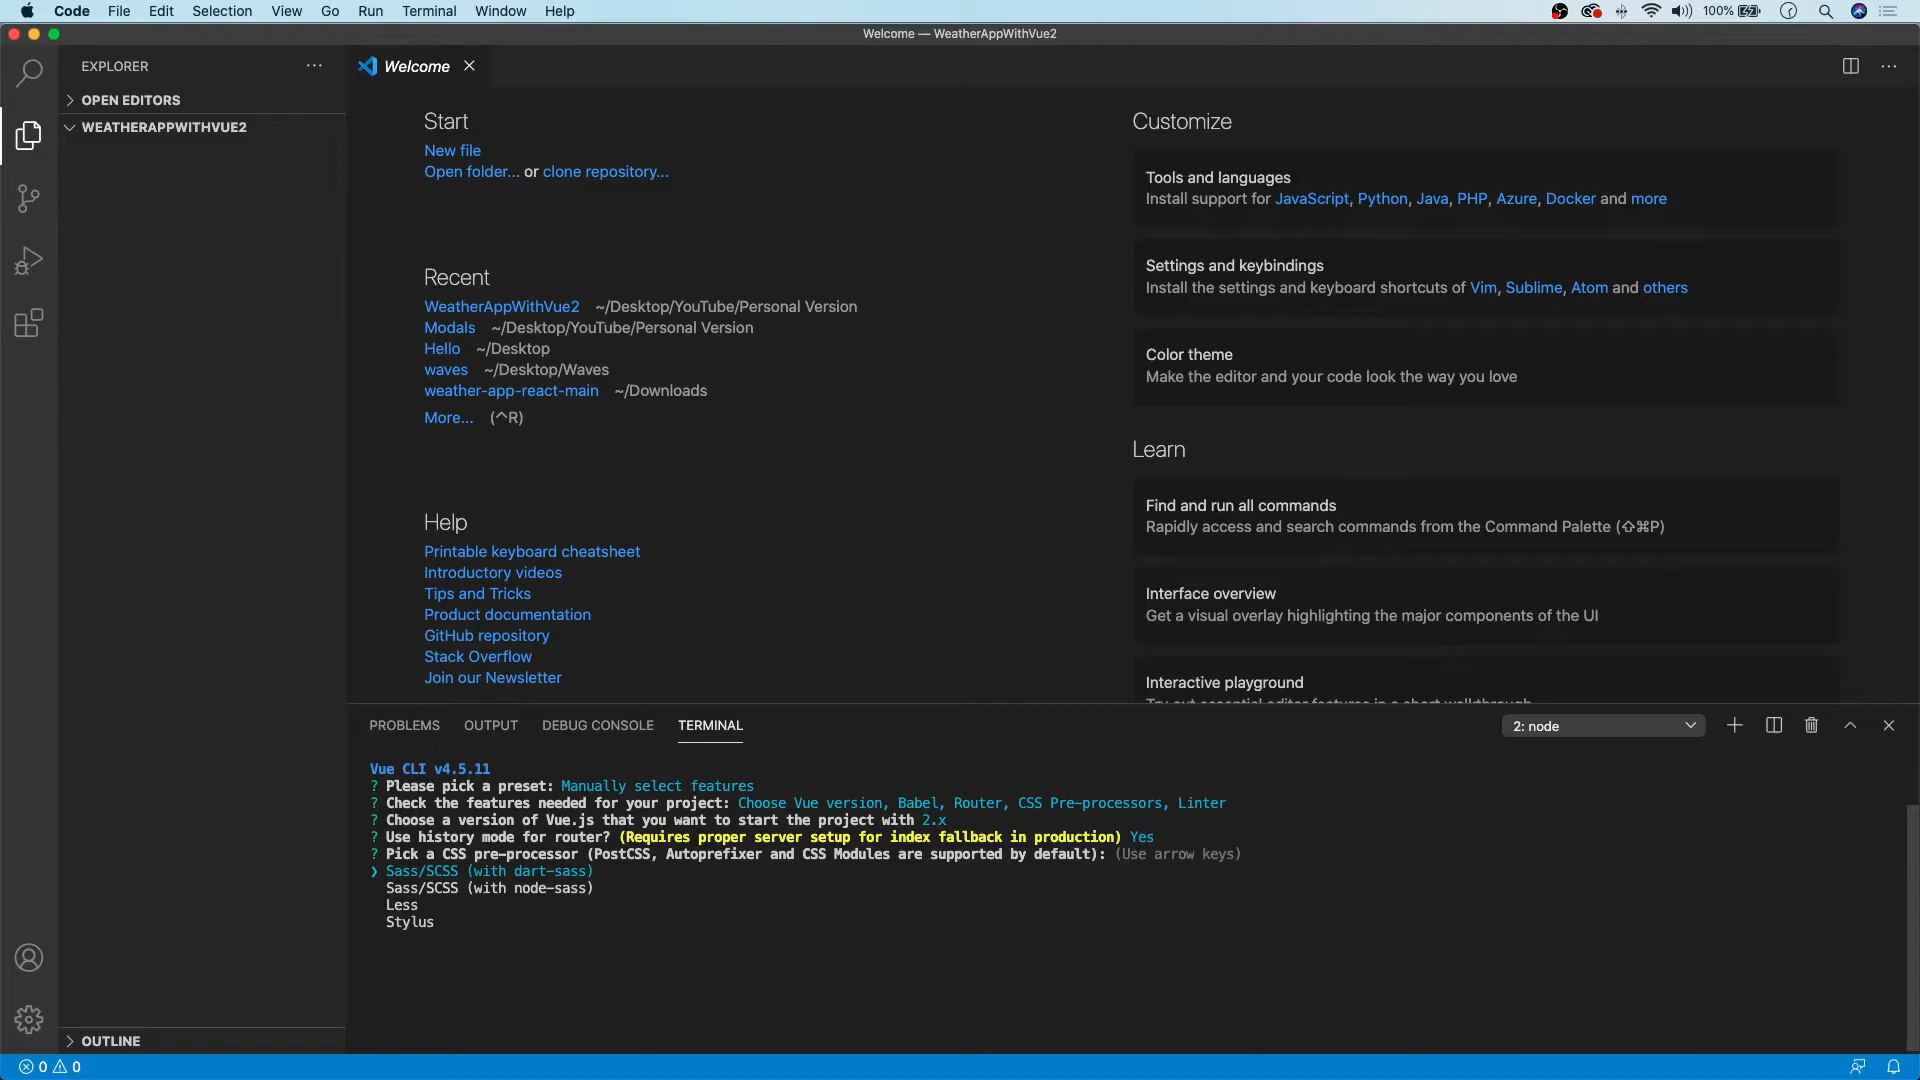 Code File Edit Selection View Go Run Terminal Window Help
100%
Welcome — WeatherAppWithVue2
EXPLORER
OPEN EDITORS
WEATHERAPPWITHVUE2
OUTLINE
Welcome
Start
New file
Open folder... or clone repository...
Recent
WeatherAppWithVue2 ~/Desktop/YouTube/Personal Version
Modals ~/Desktop/YouTube/Personal Version
Hello ~/Desktop
waves ~/Desktop/Waves
weather-app-react-main ~/Downloads
More... (^R)
Help
Printable keyboard cheatsheet
Introductory videos
Tips and Tricks
Product documentation
GitHub repository
Stack Overflow
Join our Newsletter
Customize
Tools and languages
Install support for JavaScript, Python, Java, PHP, Azure, Docker and more
Settings and keybindings
Install the settings and keyboard shortcuts of Vim, Sublime, Atom and others
Color theme
Make the editor and your code look the way you love
Learn
Find and run all commands
Rapidly access and search commands from the Command Palette (⇧⌘P)
Interface overview
Get a visual overlay highlighting the major components of the UI
Interactive playground
Try out essential editor features in a short walkthrough
PROBLEMS OUTPUT DEBUG CONSOLE TERMINAL
2: node
Vue CLI v4.5.11
? Please pick a preset: Manually select features
? Check the features needed for your project: Choose Vue version, Babel, Router, CSS Pre-processors, Linter
? Choose a version of Vue.js that you want to start the project with 2.x
? Use history mode for router? (Requires proper server setup for index fallback in production) Yes
? Pick a CSS pre-processor (PostCSS, Autoprefixer and CSS Modules are supported by default): (Use arrow keys)
❯ Sass/SCSS (with dart-sass)
Sass/SCSS (with node-sass)
Less
Stylus
0 0